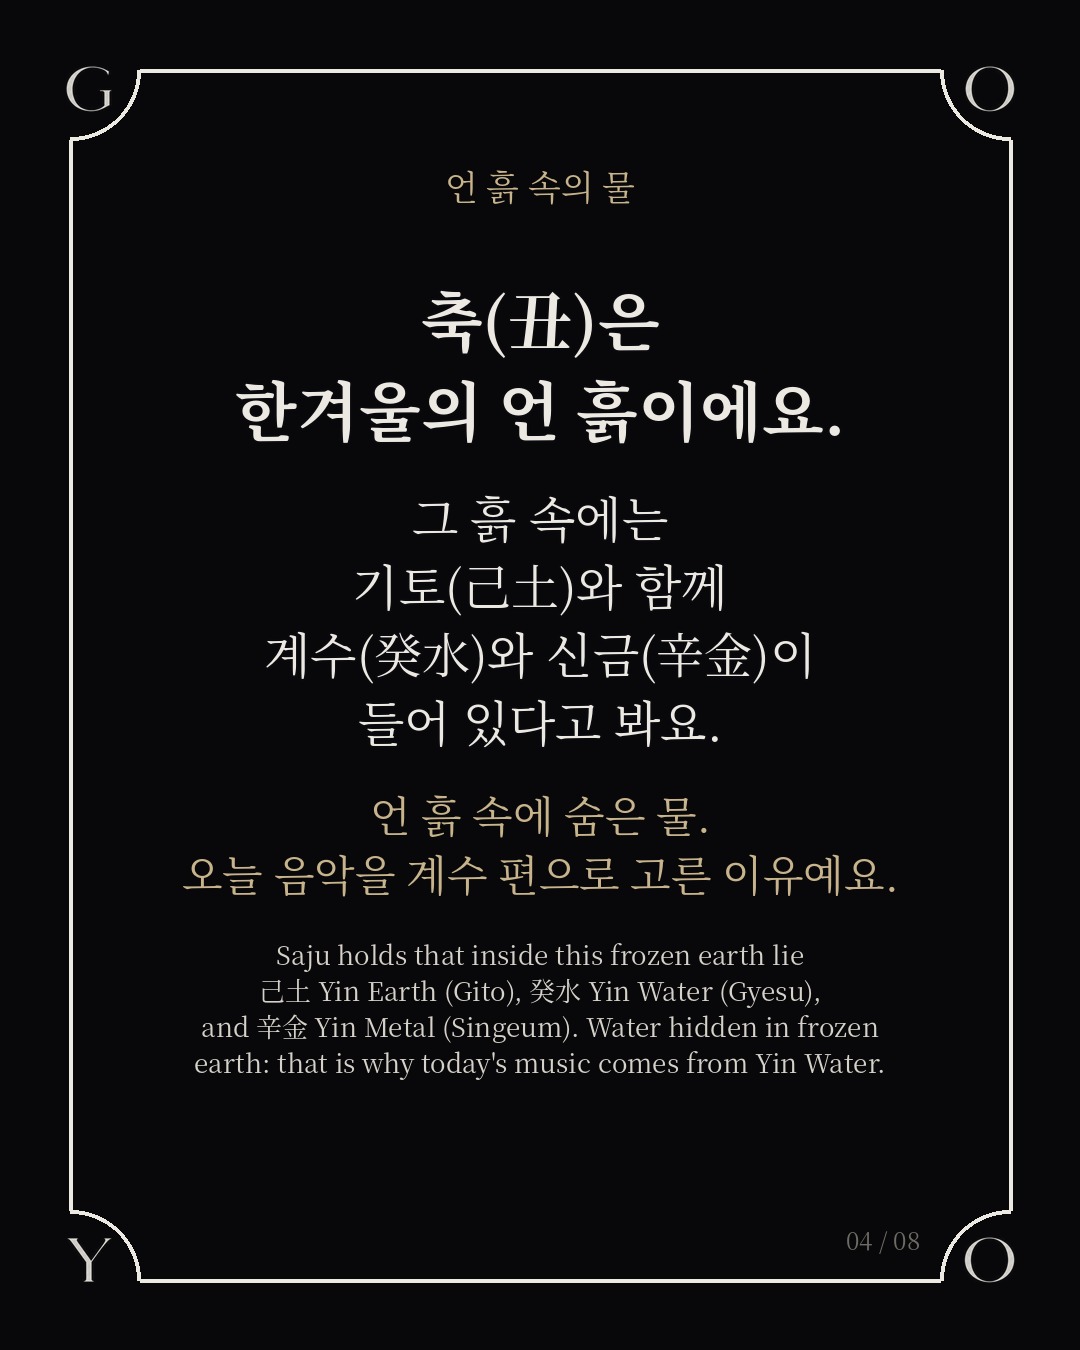 G O
언 흙 속의 물
축(丑)은
한겨울의 언 흙이에요.
그 흙 속에는
기토(己土)와 함께
계수(癸水)와 신금(辛金)이
들어 있다고 봐요.
언 흙 속에 숨은 물.
오늘 음악을 계수 편으로 고른 이유예요.
Saju holds that inside this frozen earth lie
己土 Yin Earth (Gito), 癸水 Yin Water (Gyesu),
and 辛金 Yin Metal (Singeum). Water hidden in frozen
earth: that is why today's music comes from Yin Water.
04 / 08
Y O